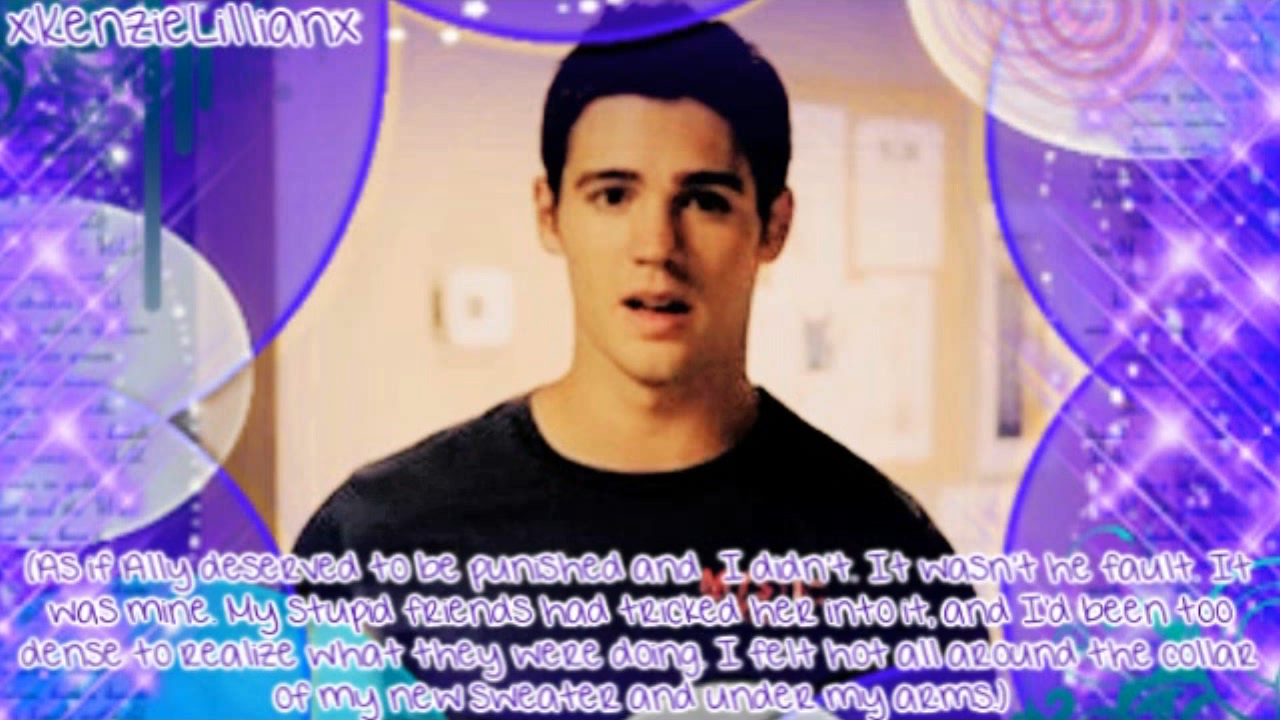 xKenzieLillianx
(As if Ally deserved to be punished and I didn't. It wasn't he fault. It
was mine. My stupid friends had tricked her into it, and I'd been too
dense to realize what they were doing. I felt hot all around the collar
of my new sweater and under my arms.)